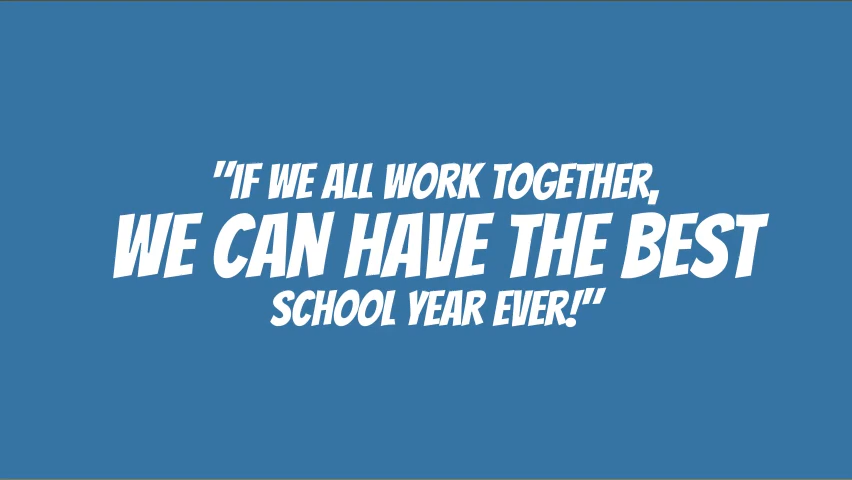 "IF WE ALL WORK TOGETHER,
WE CAN HAVE THE BEST
SCHOOL YEAR EVER!"